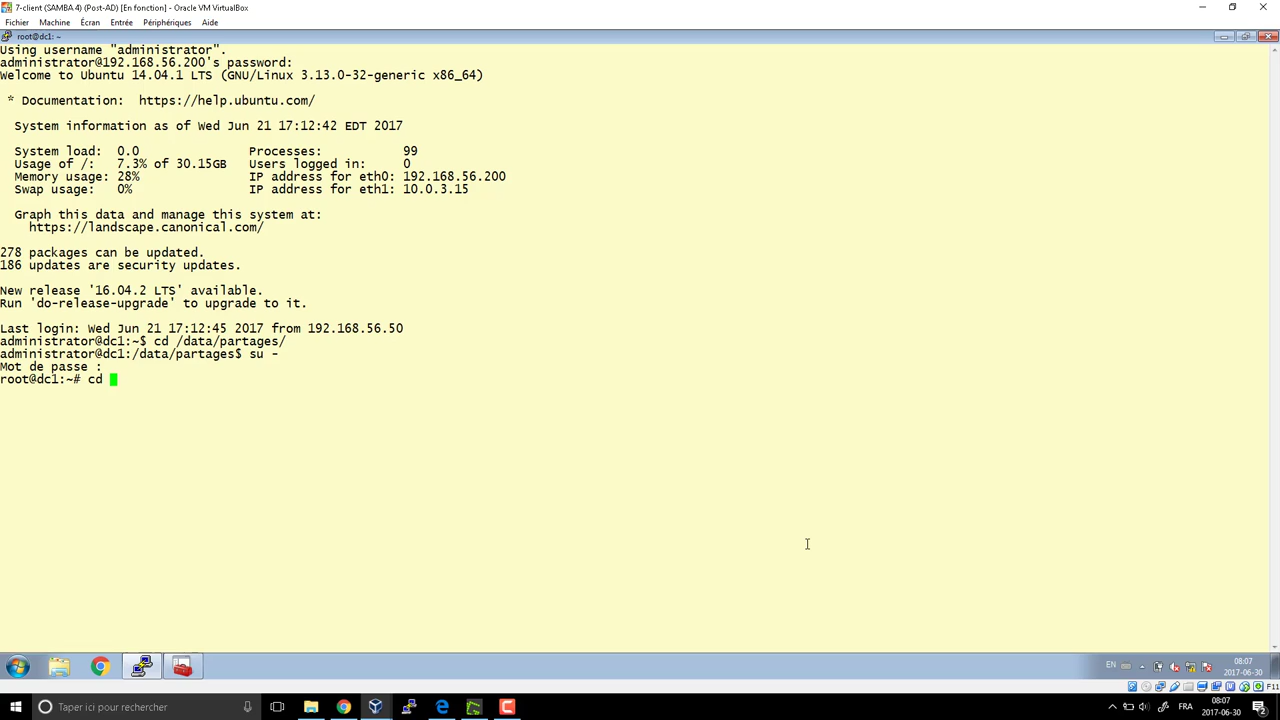 7-client (SAMBA 4) (Post-AD) [En fonction] - Oracle VM VirtualBox
Fichier Machine Écran Entrée Périphériques Aide
root@dc1: ~
Using username "administrator".
administrator@192.168.56.200's password:
Welcome to Ubuntu 14.04.1 LTS (GNU/Linux 3.13.0-32-generic x86_64)
* Documentation:  https://help.ubuntu.com/
System information as of Wed Jun 21 17:12:42 EDT 2017
System load: 0.0 Processes: 99
Usage of /: 7.3% of 30.15GB Users logged in: 0
Memory usage: 28% IP address for eth0: 192.168.56.200
Swap usage: 0% IP address for eth1: 10.0.3.15
Graph this data and manage this system at:
https://landscape.canonical.com/
278 packages can be updated.
186 updates are security updates.
New release '16.04.2 LTS' available.
Run 'do-release-upgrade' to upgrade to it.
Last login: Wed Jun 21 17:12:45 2017 from 192.168.56.50
administrator@dc1:~$ cd /data/partages/
administrator@dc1:/data/partages$ su -
Mot de passe :
root@dc1:~# cd
EN
08:07
2017-06-30
F11
Taper ici pour rechercher
FRA
08:07
2017-06-30
2